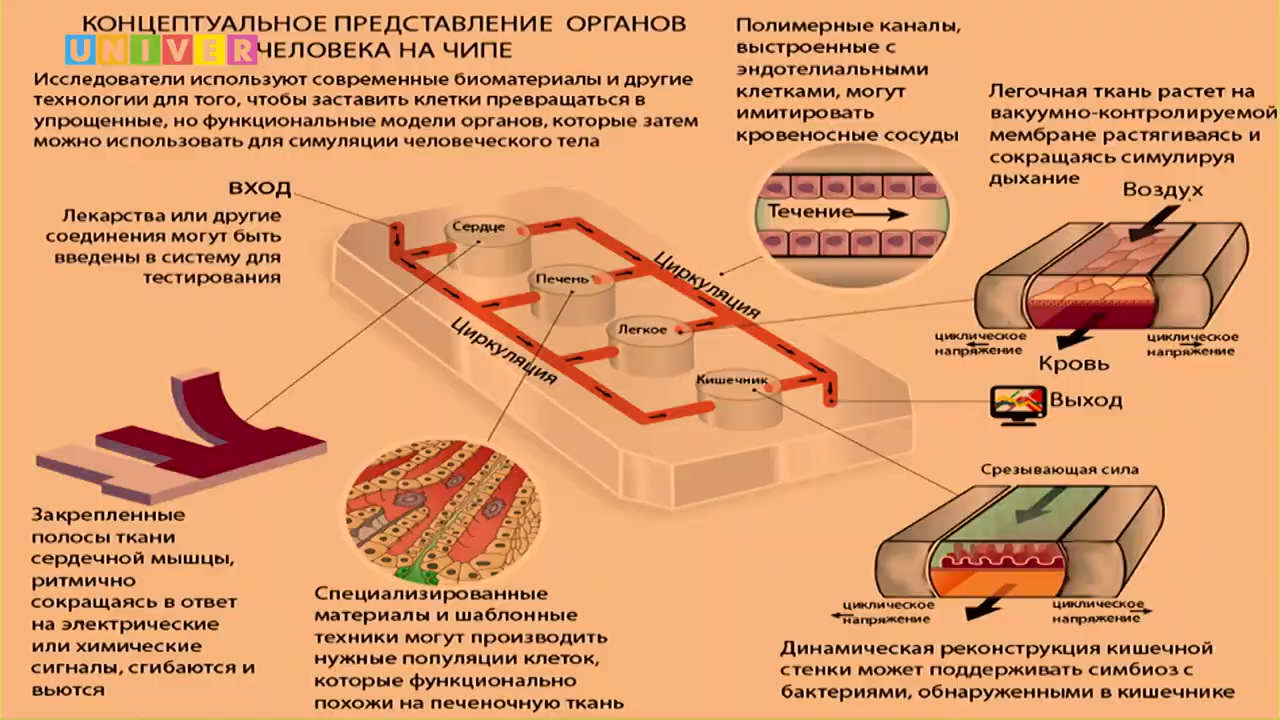 КОНЦЕПТУАЛЬНОЕ ПРЕДСТАВЛЕНИЕ ОРГАНОВ
UNIVER
ЧЕЛОВЕКА НА ЧИПЕ
Исследователи используют современные биоматериалы и другие
технологии для того, чтобы заставить клетки превращаться в
упрощенные, но функциональные модели органов, которые затем
можно использовать для симуляции человеческого тела
Полимерные каналы,
выстроенные с
эндотелиальными
клетками, могут
имитировать
кровеносные сосуды
Течение
Легочная ткань растет на
вакуумно-контролируемой
мембране растягиваясь и
сокращаясь симулируя
дыхание
Воздух
циклическое
напряжение
циклическое
напряжение
Кровь
ВХОД
Лекарства или другие
соединения могут быть
введены в систему для
тестирования
Сердце
Печень
Легкое
Кишечник
Циркуляция
Циркуляция
Выход
Закрепленные
полосы ткани
сердечной мышцы,
ритмично
сокращаясь в ответ
на электрические
или химические
сигналы, сгибаются и
вьются
Специализированные
материалы и шаблонные
техники могут производить
нужные популяции клеток,
которые функционально
похожи на печеночную ткань
Срезывающая сила
циклическое
напряжение
циклическое
напряжение
Динамическая реконструкция кишечной
стенки может поддерживать симбиоз с
бактериями, обнаруженными в кишечнике